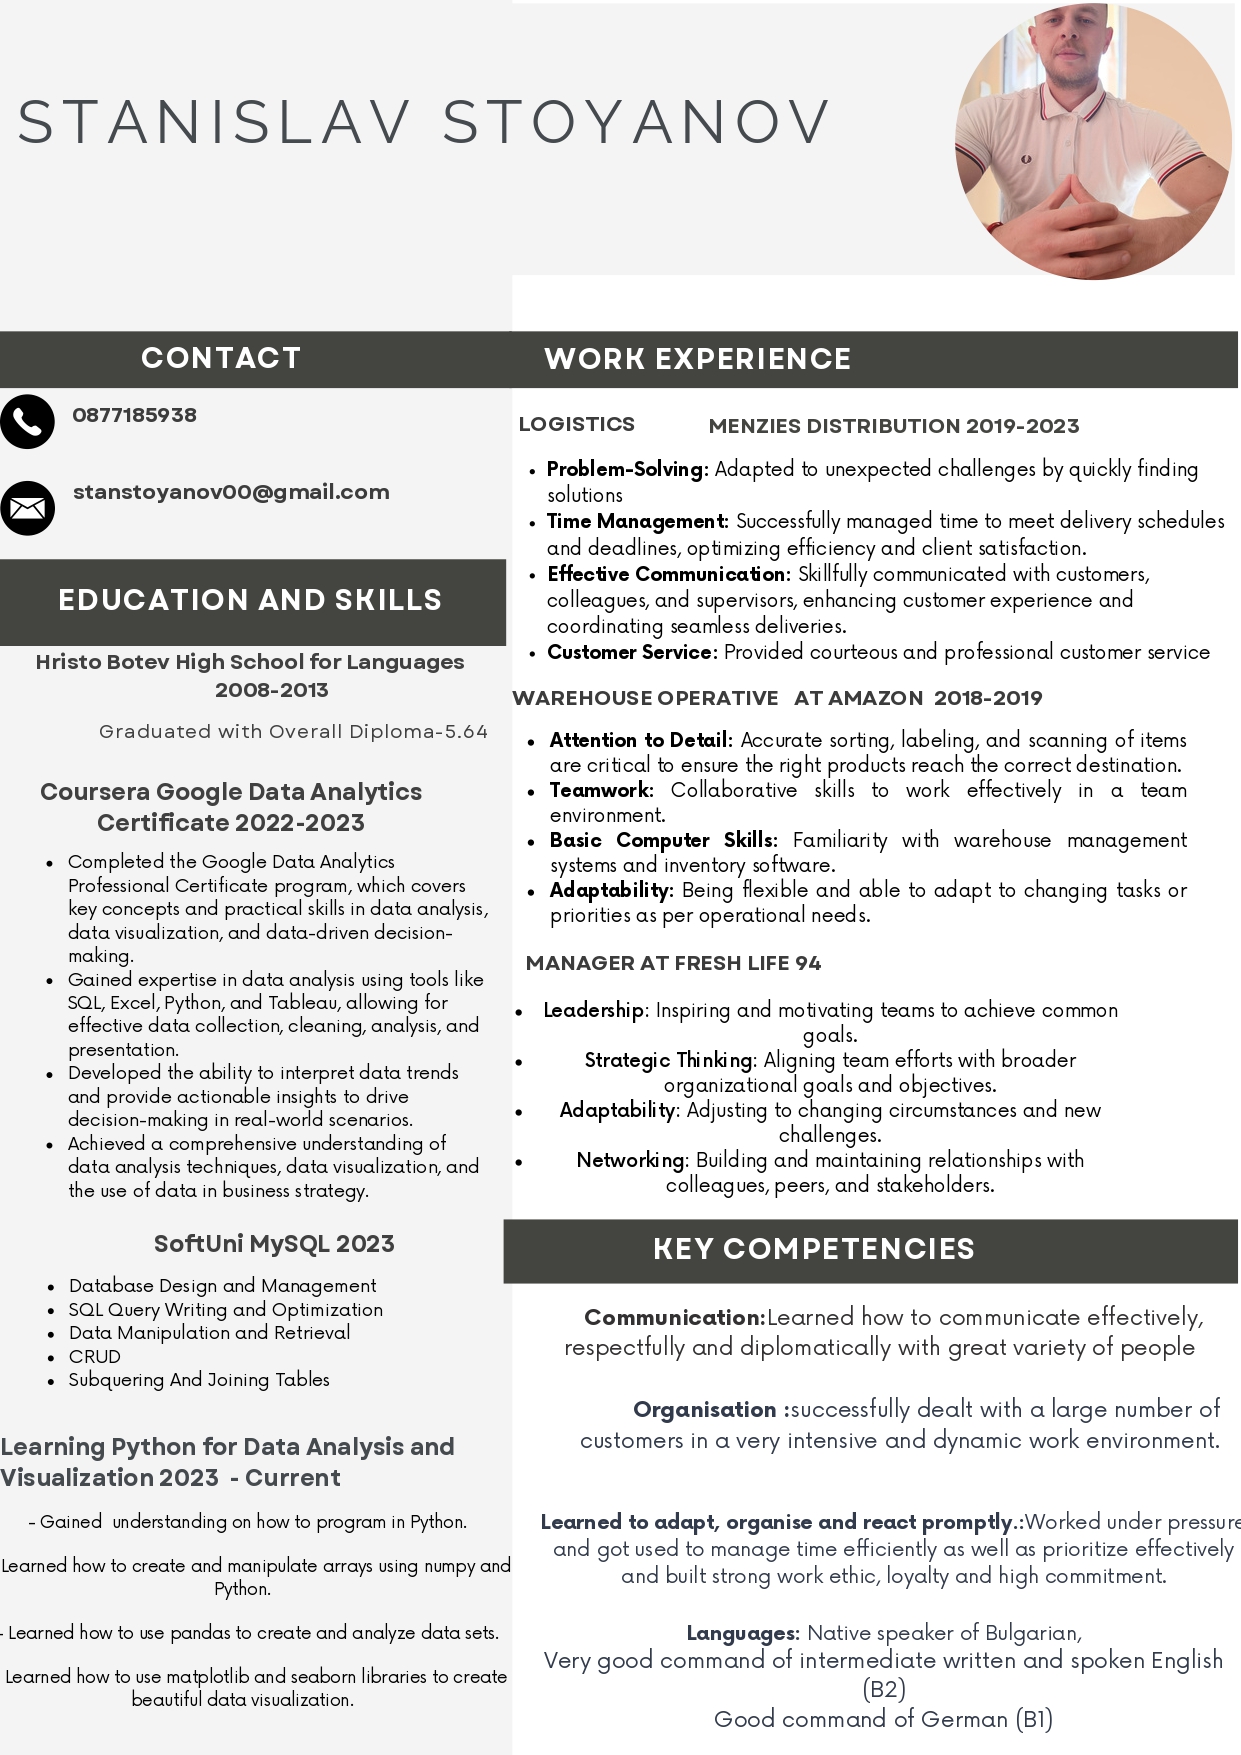 STANISLAV STOYANOV
CONTACT
0877185938
stanstoyanov00@gmail.com
EDUCATION AND SKILLS
Hristo Botev High School for Languages
2008-2013
Graduated with Overall Diploma-5.64
Coursera Google Data Analytics
Certificate 2022-2023
• Completed the Google Data Analytics
Professional Certificate program, which covers
key concepts and practical skills in data analysis,
data visualization, and data-driven decision-
making.
• Gained expertise in data analysis using tools like
SQL, Excel, Python, and Tableau, allowing for
effective data collection, cleaning, analysis, and
presentation.
• Developed the ability to interpret data trends
and provide actionable insights to drive
decision-making in real-world scenarios.
• Achieved a comprehensive understanding of
data analysis techniques, data visualization, and
the use of data in business strategy.
SoftUni MySQL 2023
• Database Design and Management
• SQL Query Writing and Optimization
• Data Manipulation and Retrieval
• CRUD
• Subquering And Joining Tables
Learning Python for Data Analysis and
Visualization 2023 - Current
- Gained understanding on how to program in Python.
Learned how to create and manipulate arrays using numpy and
Python.
- Learned how to use pandas to create and analyze data sets.
Learned how to use matplotlib and seaborn libraries to create
beautiful data visualization.
WORK EXPERIENCE
LOGISTICS MENZIES DISTRIBUTION 2019-2023
• Problem-Solving: Adapted to unexpected challenges by quickly finding
solutions
• Time Management: Successfully managed time to meet delivery schedules
and deadlines, optimizing efficiency and client satisfaction.
• Effective Communication: Skillfully communicated with customers,
colleagues, and supervisors, enhancing customer experience and
coordinating seamless deliveries.
• Customer Service: Provided courteous and professional customer service
WAREHOUSE OPERATIVE AT AMAZON 2018-2019
• Attention to Detail: Accurate sorting, labeling, and scanning of items
are critical to ensure the right products reach the correct destination.
• Teamwork: Collaborative skills to work effectively in a team
environment.
• Basic Computer Skills: Familiarity with warehouse management
systems and inventory software.
• Adaptability: Being flexible and able to adapt to changing tasks or
priorities as per operational needs.
MANAGER AT FRESH LIFE 94
• Leadership: Inspiring and motivating teams to achieve common
goals.
• Strategic Thinking: Aligning team efforts with broader
organizational goals and objectives.
• Adaptability: Adjusting to changing circumstances and new
challenges.
• Networking: Building and maintaining relationships with
colleagues, peers, and stakeholders.
KEY COMPETENCIES
Communication:Learned how to communicate effectively,
respectfully and diplomatically with great variety of people
Organisation :successfully dealt with a large number of
customers in a very intensive and dynamic work environment.
Learned to adapt, organise and react promptly.:Worked under pressure
and got used to manage time efficiently as well as prioritize effectively
and built strong work ethic, loyalty and high commitment.
Languages: Native speaker of Bulgarian,
Very good command of intermediate written and spoken English
(B2)
Good command of German (B1)